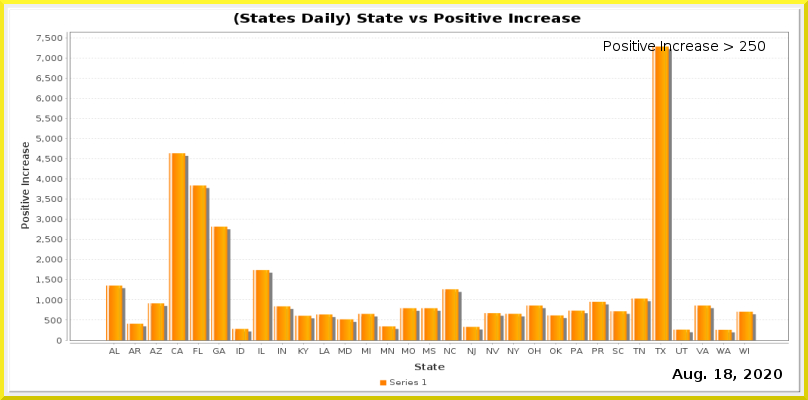 (States Daily) State vs Positive Increase
Positive Increase > 250
Positive Increase
7,500
7,000
6,500
6,000
5,500
5,000
4,500
4,000
3,500
3,000
2,500
2,000
1,500
1,000
500
0
AL AR AZ CA FL GA ID IL IN KY LA MD MI MN MO MS NC NJ NV NY OH OK PA PR SC TN TX UT VA WA WI
State
Series 1
Aug. 18, 2020